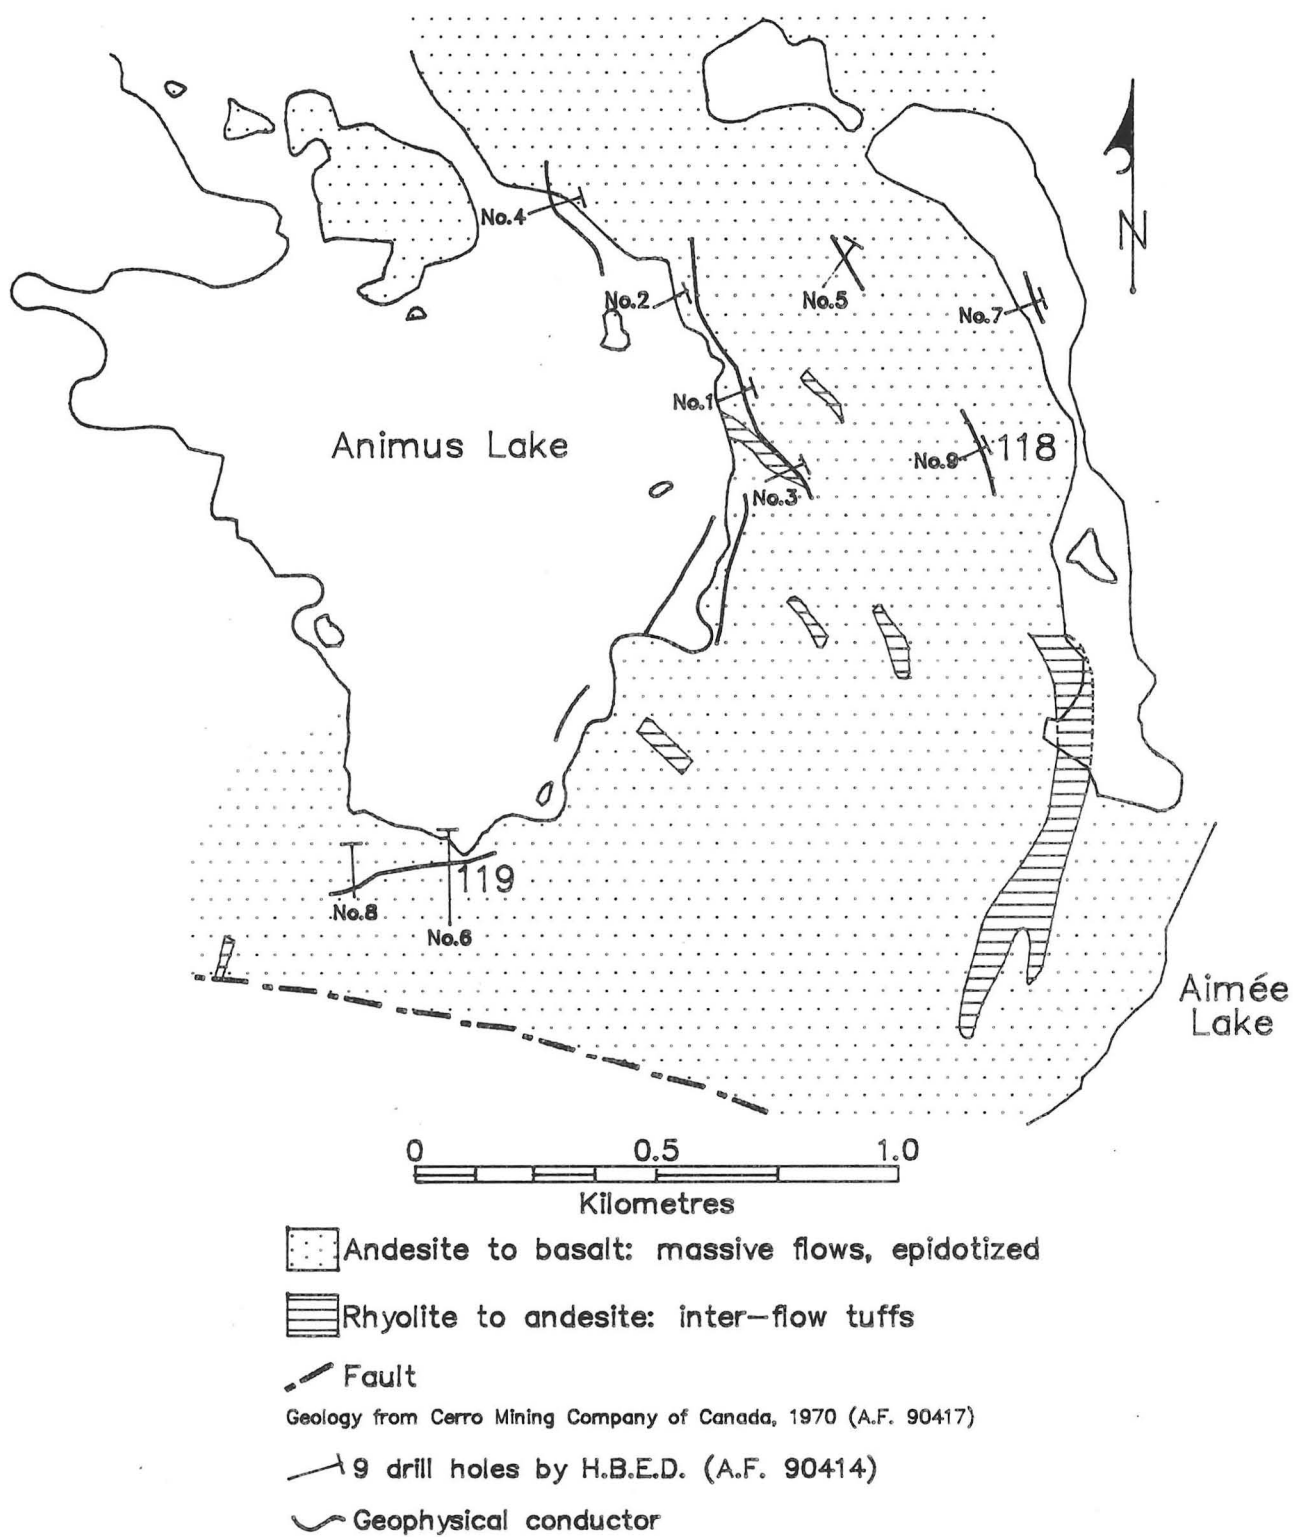 No.4
N
No.2
No.5
No.7
No.1
Animus Lake
118
No.9
No.3
119
No.8
No.6
Aimée
Lake
0 0.5 1.0
Kilometres
Andesite to basalt: massive flows, epidotized
Rhyolite to andesite: inter-flow tuffs
Fault
Geology from Cerro Mining Company of Canada, 1970 (A.F. 90417)
9 drill holes by H.B.E.D. (A.F. 90414)
Geophysical conductor